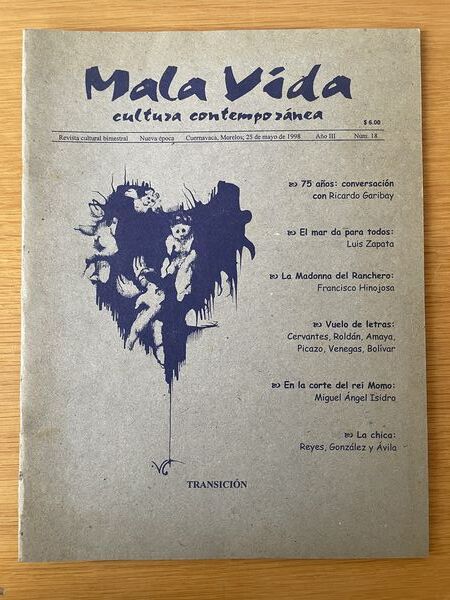 Mala Vida
cultura contemporánea
$ 6.00
Revista cultural bimestral Nueva época Cuernavaca, Morelos; 25 de mayo de 1998 Año III Núm. 18
75 años: conversación
con Ricardo Garibay
El mar da para todos:
Luis Zapata
La Madonna del Ranchero:
Francisco Hinojosa
Vuelo de letras:
Cervantes, Roldán, Amaya,
Picazo, Venegas, Bolívar
En la corte del rei Momo:
Miguel Ángel Isidro
La chica:
Reyes, González y Ávila
TRANSICIÓN